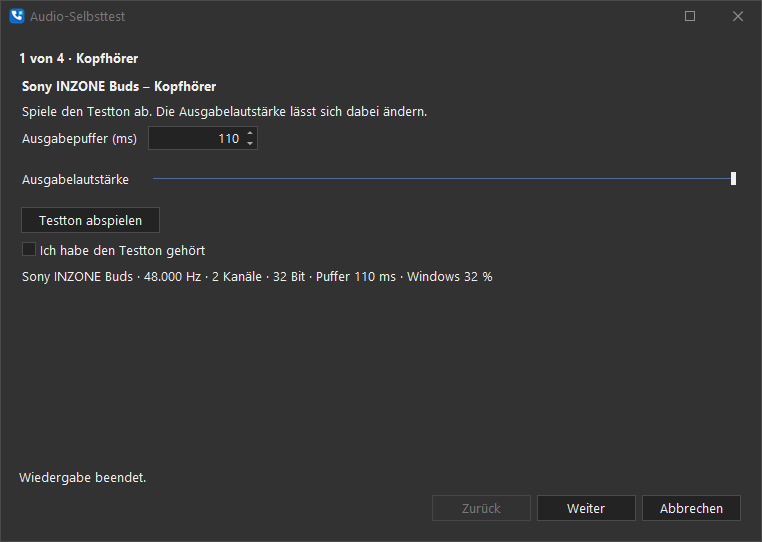 Audio-Selbsttest
1 von 4 · Kopfhörer
Sony INZONE Buds – Kopfhörer
Spiele den Testton ab. Die Ausgabelautstärke lässt sich dabei ändern.
Ausgabepuffer (ms) 110
Ausgabelautstärke
Testton abspielen
Ich habe den Testton gehört
Sony INZONE Buds · 48.000 Hz · 2 Kanäle · 32 Bit · Puffer 110 ms · Windows 32 %
Wiedergabe beendet.
Zurück Weiter Abbrechen